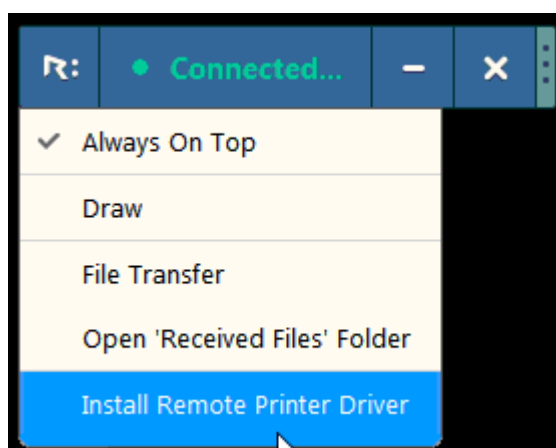 R: Connected...
Always On Top
Draw
File Transfer
Open 'Received Files' Folder
Install Remote Printer Driver